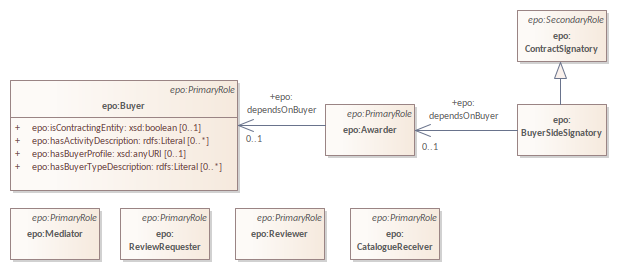 epo:SecondaryRole
epo:
ContractSignatory
epo:PrimaryRole
epo:Buyer
+ epo:isContractingEntity: xsd:boolean [0..1]
+ epo:hasActivityDescription: rdfs:Literal [0..*]
+ epo:hasBuyerProfile: xsd:anyURI [0..1]
+ epo:hasBuyerTypeDescription: rdfs:Literal [0..*]
+epo:
dependsOnBuyer
0..1
epo:PrimaryRole
epo:Awarder
+epo:
dependsOnBuyer
0..1
epo:
BuyerSideSignatory
epo:PrimaryRole
epo:Mediator
epo:PrimaryRole
epo:
ReviewRequester
epo:PrimaryRole
epo:Reviewer
epo:PrimaryRole
epo:
CatalogueReceiver